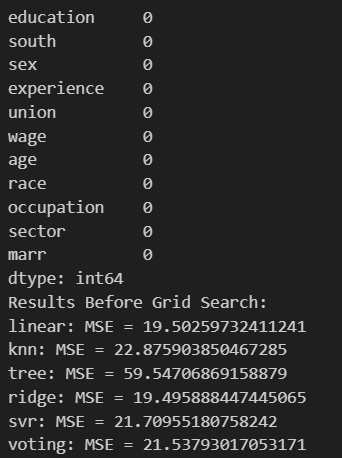 education 0
south 0
sex 0
experience 0
union 0
wage 0
age 0
race 0
occupation 0
sector 0
marr 0
dtype: int64
Results Before Grid Search:
linear: MSE = 19.50259732411241
knn: MSE = 22.875903850467285
tree: MSE = 59.54706869158879
ridge: MSE = 19.495888447445065
svr: MSE = 21.70955180758242
voting: MSE = 21.53793017053171